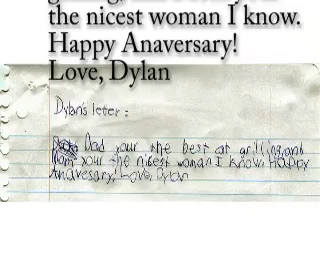 the nicest woman I know.
Happy Anaversary!
Love, Dylan
Dylan's letter:
Dad your the best at grilling, and
mom your the nicest woman I know. Happy
Anavesary! Love, Dylan